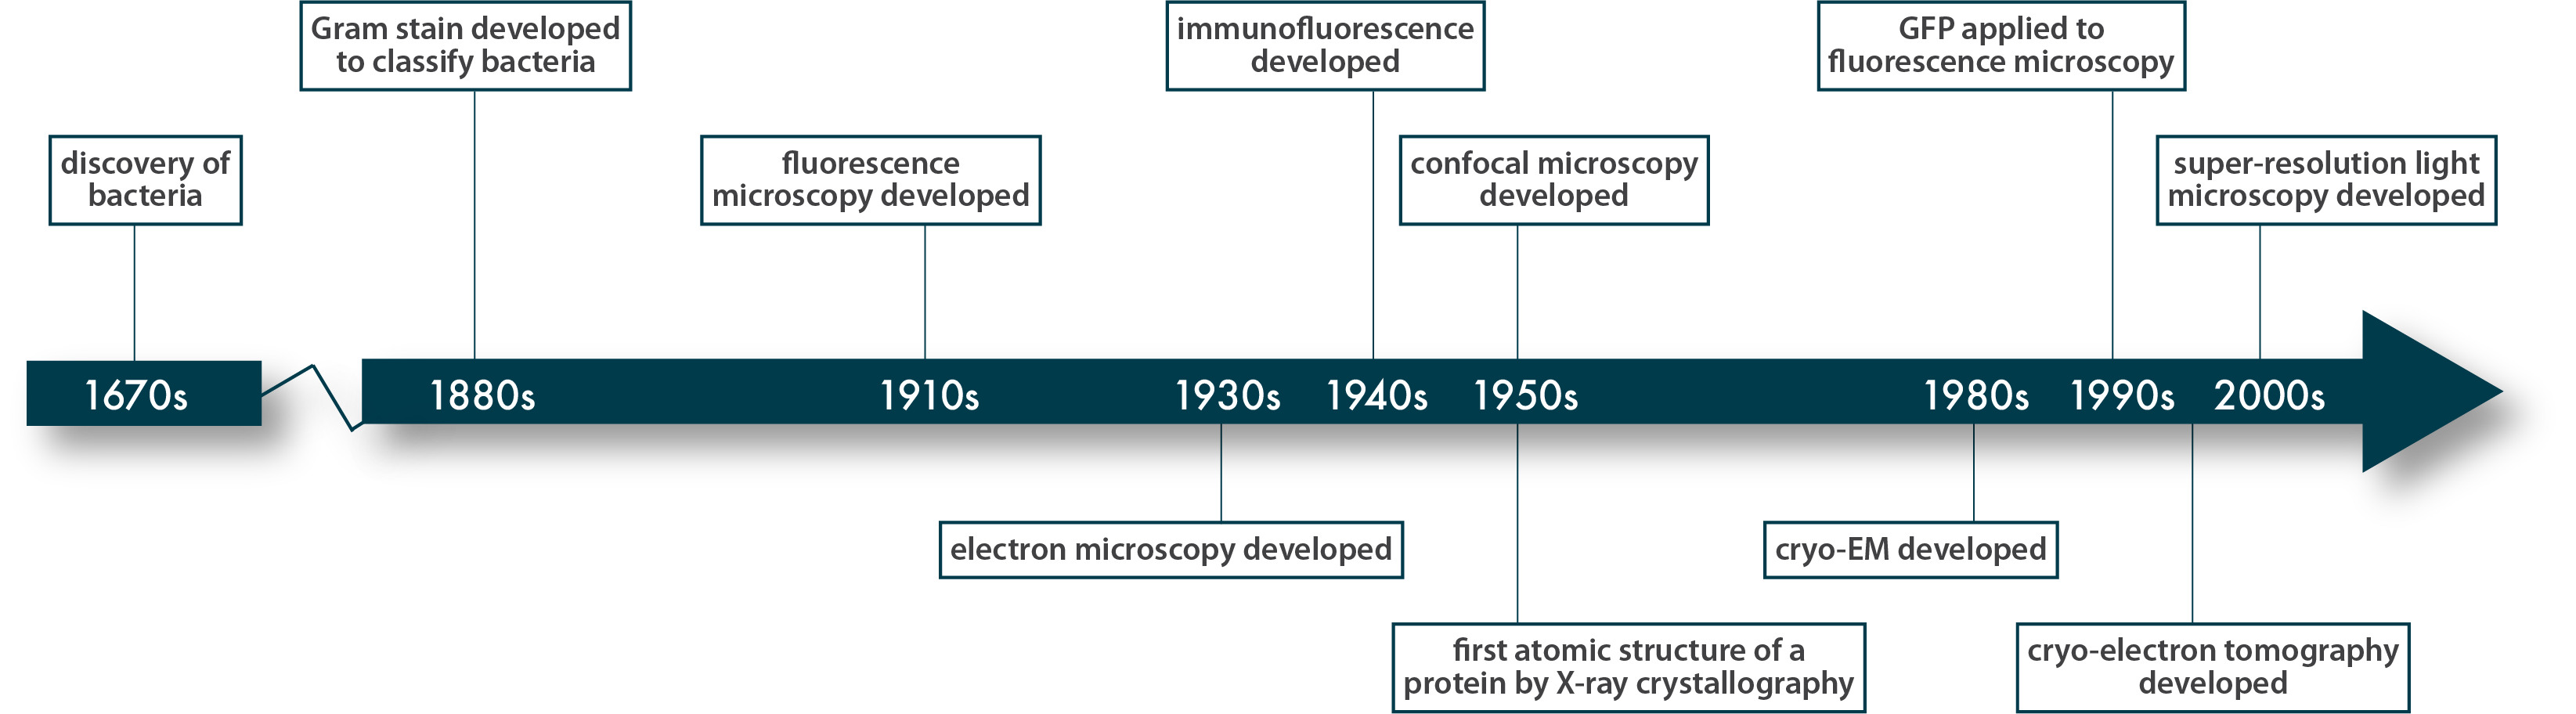 Gram stain developed
to classify bacteria
immunofluorescence
developed
GFP applied to
fluorescence microscopy
discovery of
bacteria
fluorescence
microscopy developed
confocal microscopy
developed
super-resolution light
microscopy developed
1670s
1880s
1910s
1930s
1940s
1950s
1980s
1990s
2000s
electron microscopy developed
cryo-EM developed
first atomic structure of a
protein by X-ray crystallography
cryo-electron tomography
developed